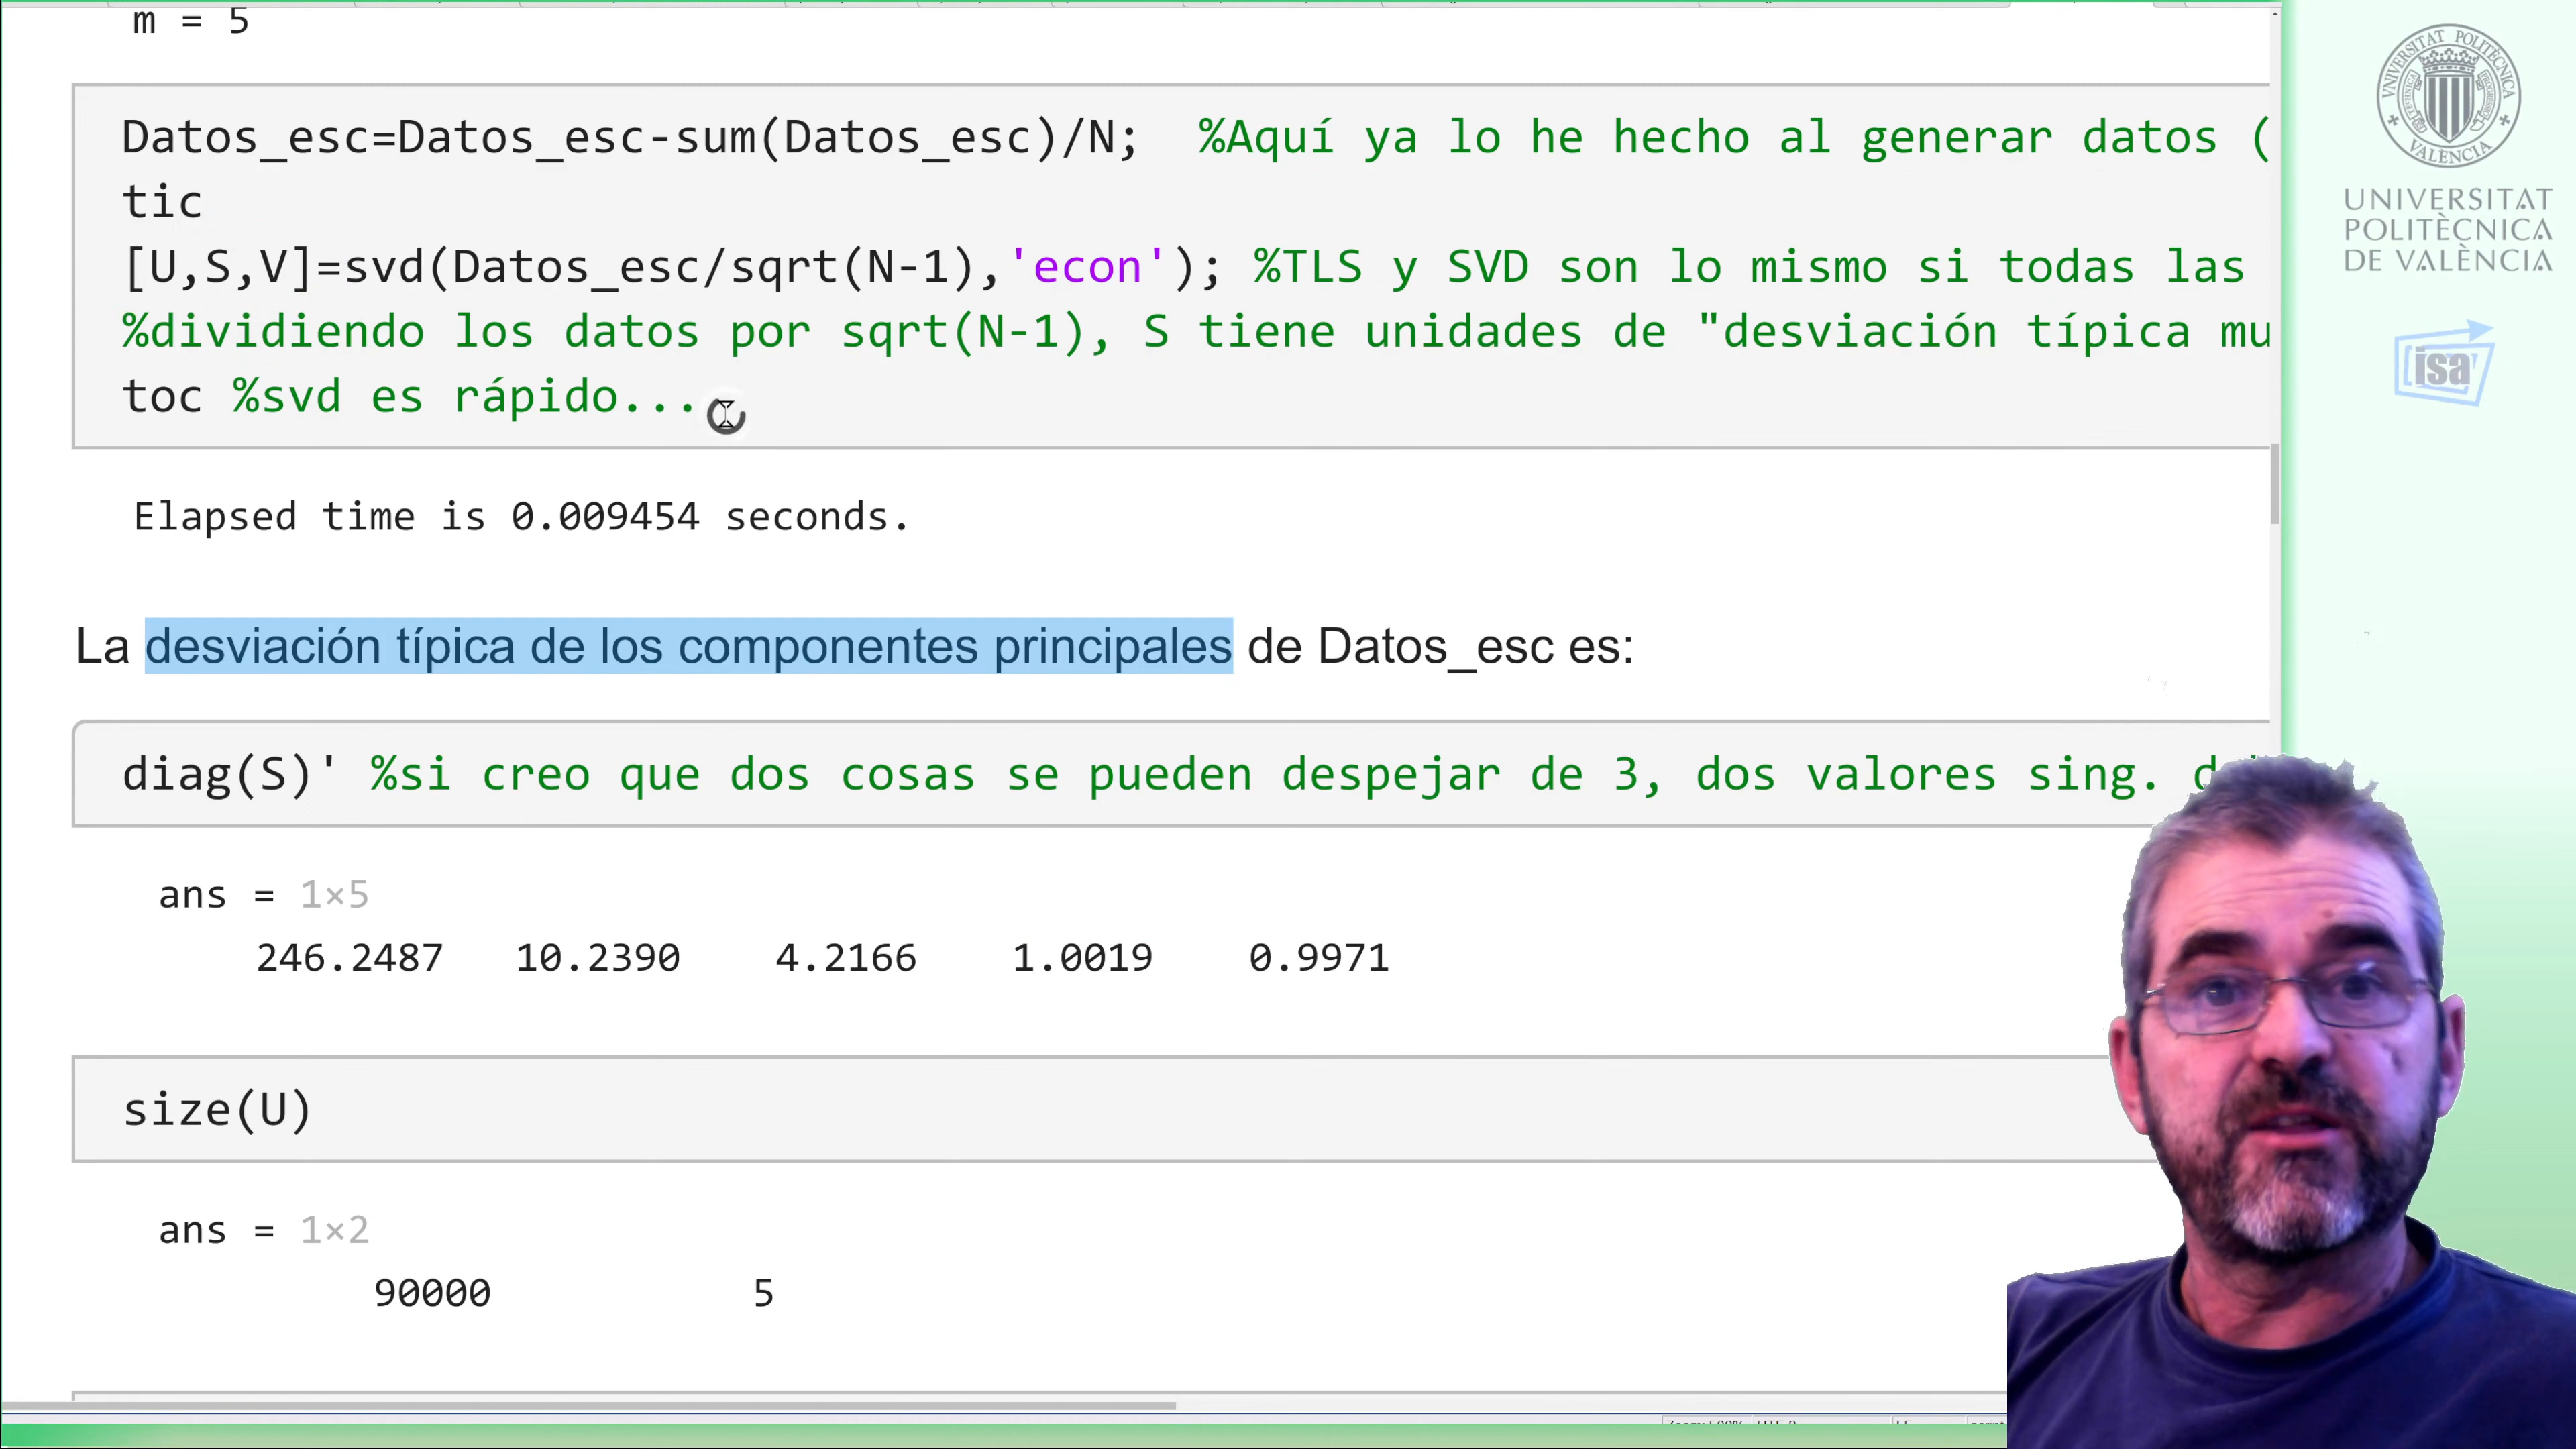 m = 5
Datos_esc=Datos_esc-sum(Datos_esc)/N; %Aquí ya lo he hecho al generar datos (
tic
[U,S,V]=svd(Datos_esc/sqrt(N-1),'econ'); %TLS y SVD son lo mismo si todas las
%dividiendo los datos por sqrt(N-1), S tiene unidades de "desviación típica mu
toc %svd es rápido...
Elapsed time is 0.009454 seconds.
La desviación típica de los componentes principales de Datos_esc es:
diag(S)' %si creo que dos cosas se pueden despejar de 3, dos valores sing.
ans = 1×5
246.2487 10.2390 4.2166 1.0019 0.9971
size(U)
ans = 1×2
90000 5
UNIVERSITAT POLITÈCNICA
VALÈNCIA
UNIVERSITAT
POLITÈCNICA
DE VALÈNCIA
isa